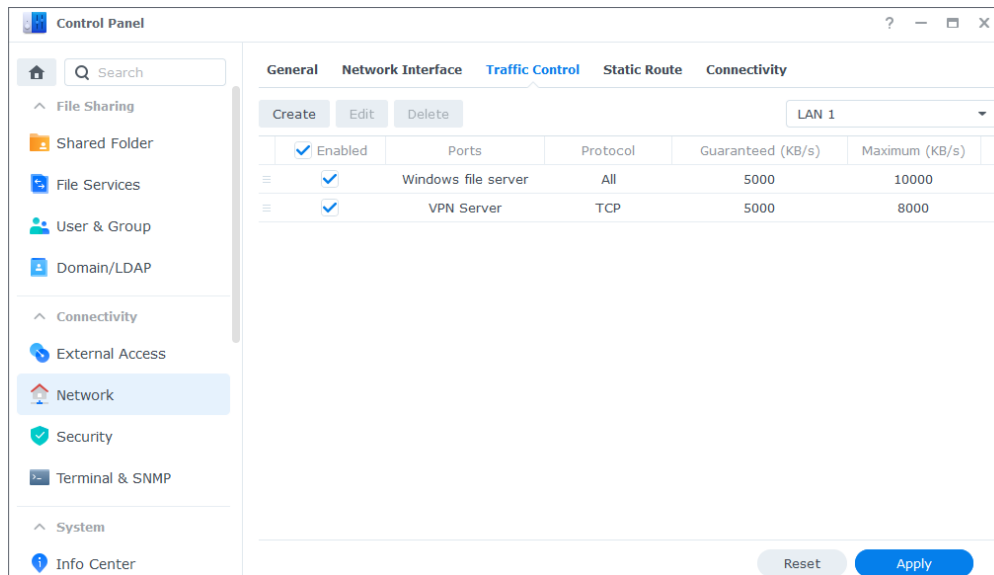 Control Panel
Search
General Network Interface Traffic Control Static Route Connectivity
File Sharing
Create Edit Delete LAN 1
Shared Folder
Enabled Ports Protocol Guaranteed (KB/s) Maximum (KB/s)
Windows file server All 5000 10000
File Services
VPN Server TCP 5000 8000
User & Group
Domain/LDAP
Connectivity
External Access
Network
Security
Terminal & SNMP
System
Info Center
Reset Apply